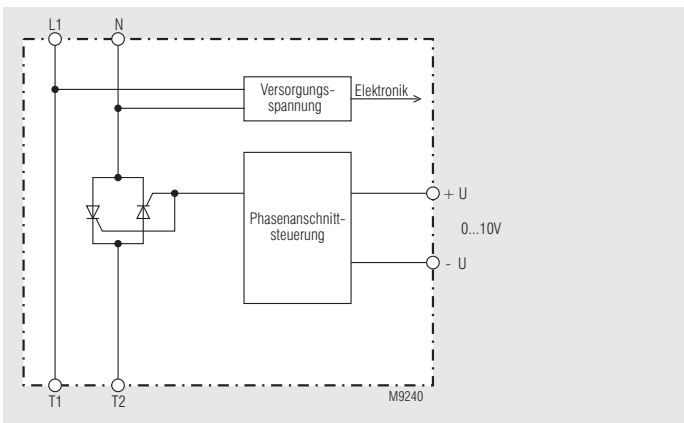 L1 N
Versorgungs-
spannung
Elektronik
Phasenanschnitt-
steuerung
+ U
0...10V
- U
T1 T2
M9240